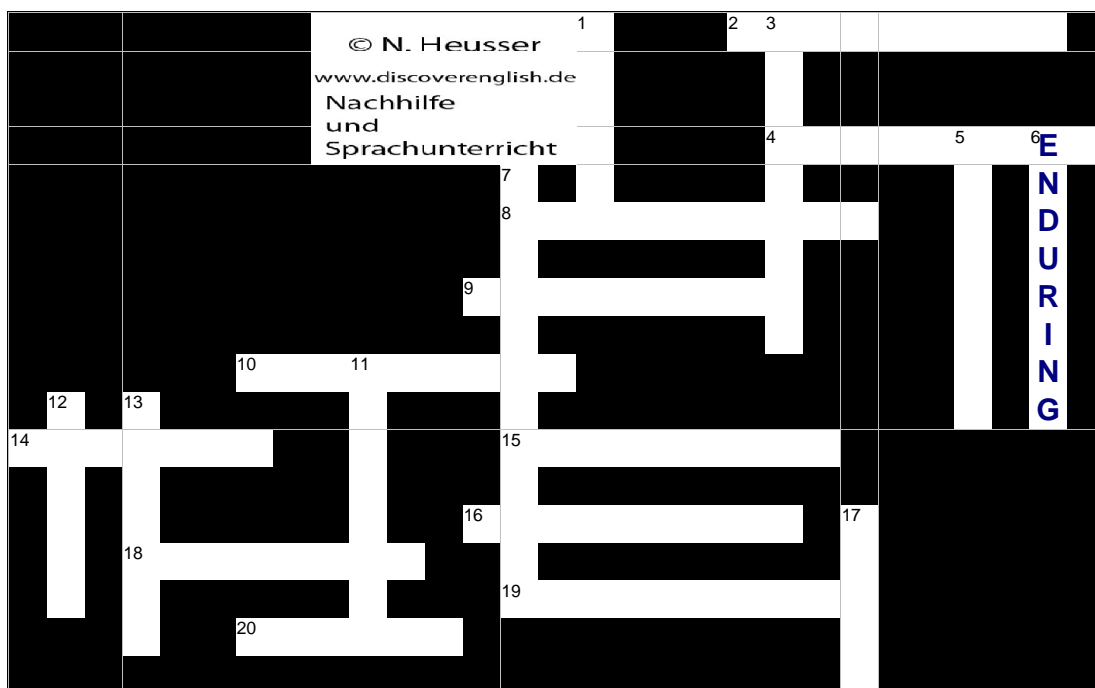 1
2 3
© N. Heusser
www.discoverenglish.de
Nachhilfe
und
Sprachunterricht
4 5 6
E
7
N
8
D
U
9
R
I
10 11
N
12 13
G
14 15
16 17
18
19
20